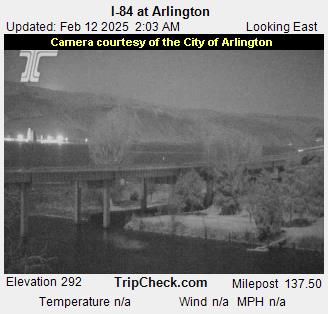 I-84 at Arlington
Updated: Feb 12 2025 2:03 AM Looking East
Camera courtesy of the City of Arlington
Elevation 292 TripCheck.com Milepost 137.50
Temperature n/a Wind n/a MPH n/a